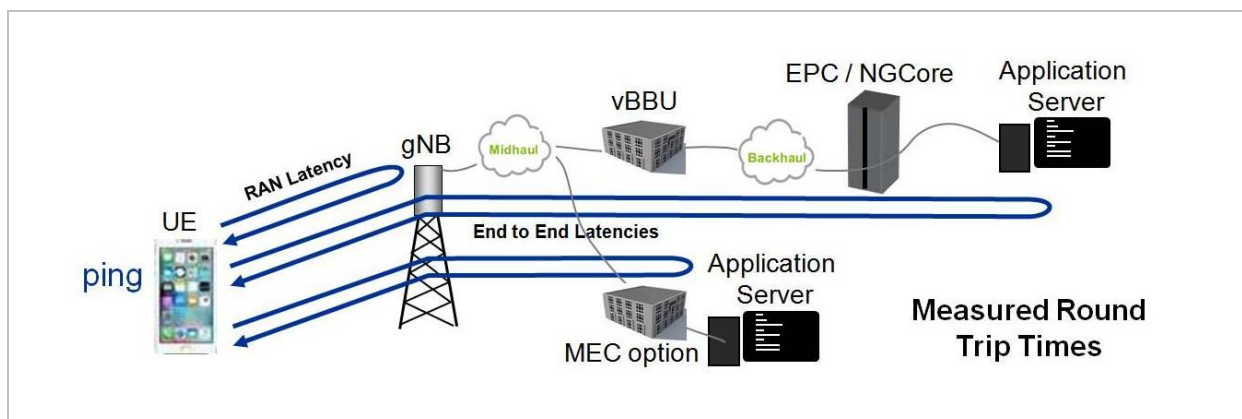 EPC / NGCore
Application
Server
vBBU
gNB
Midhaul
Backhaul
RAN Latency
UE
End to End Latencies
ping
Application
Server
Measured Round
Trip Times
MEC option